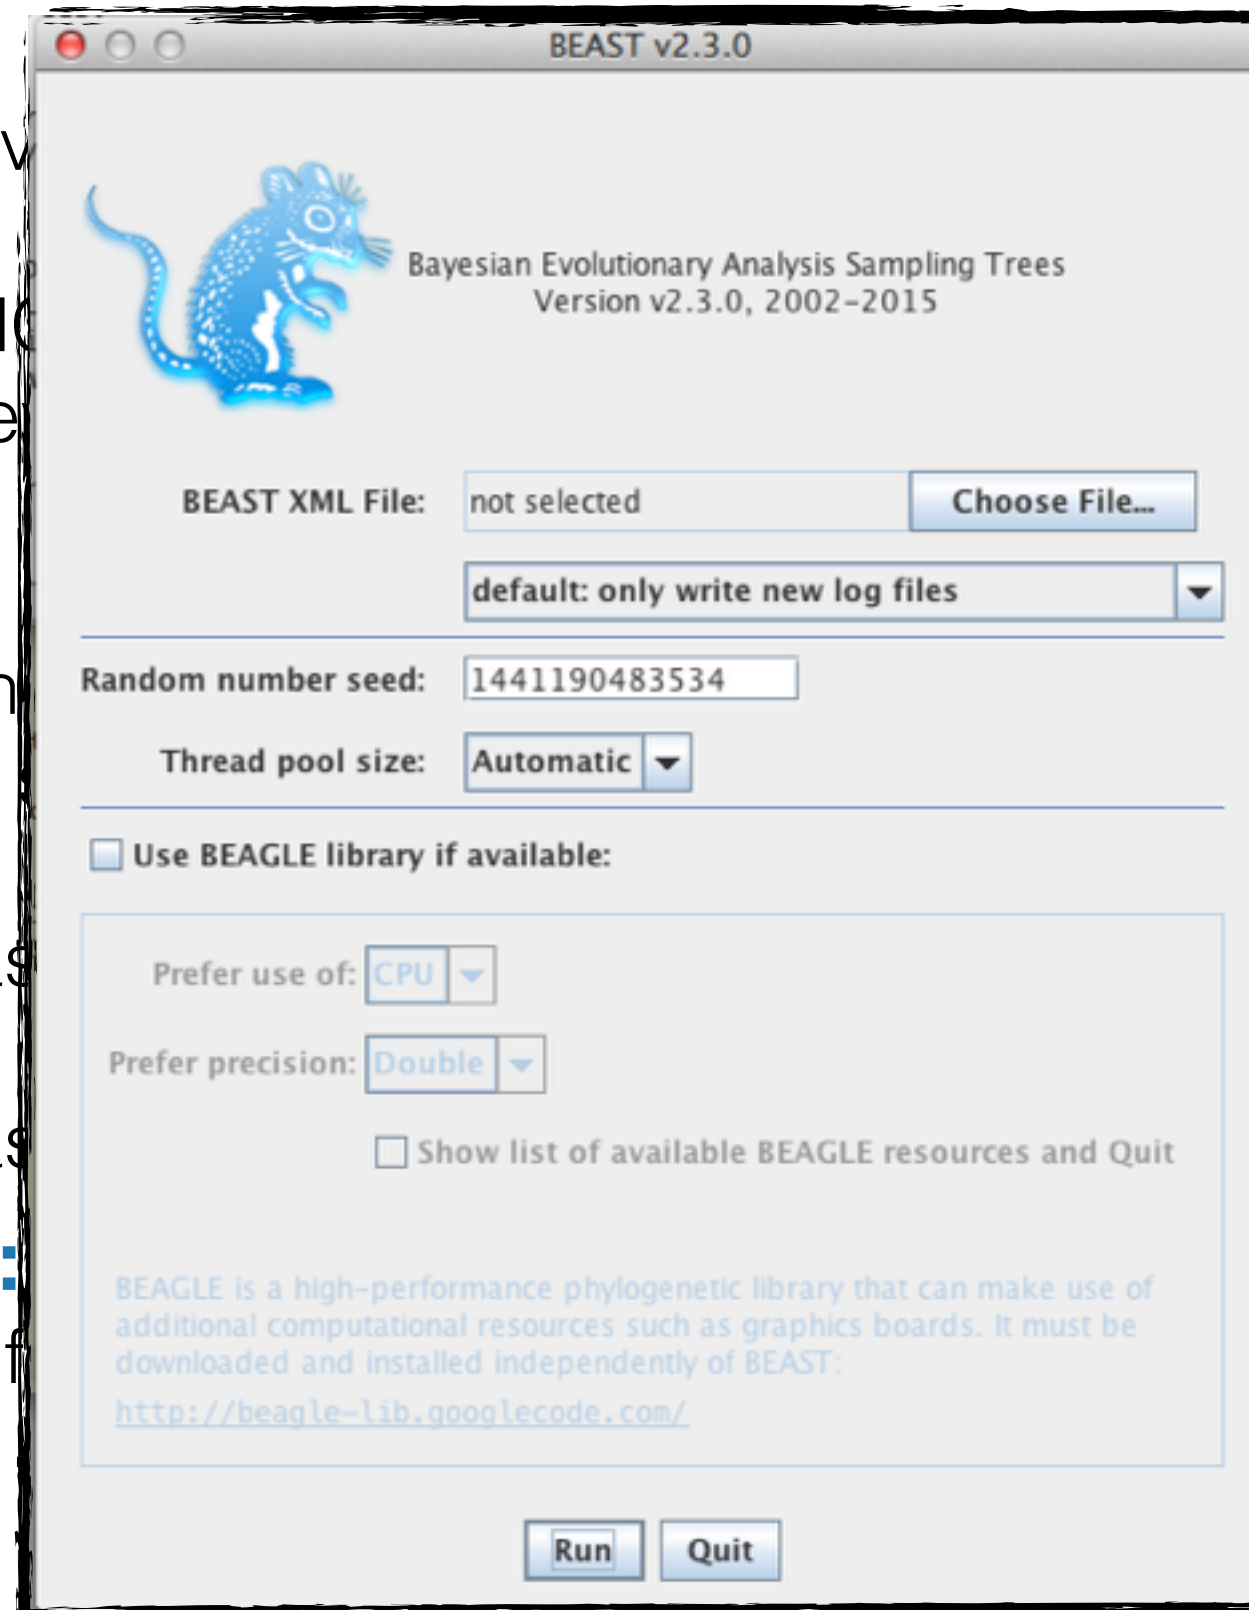 BEAST v2.3.0
Bayesian Evolutionary Analysis Sampling Trees
Version v2.3.0, 2002-2015
BEAST XML File: not selected Choose File...
default: only write new log files
Random number seed: 1441190483534
Thread pool size: Automatic
Use BEAGLE library if available:
Prefer use of: CPU
Prefer precision: Double
Show list of available BEAGLE resources and Quit
BEAGLE is a high-performance phylogenetic library that can make use of
additional computational resources such as graphics boards. It must be
downloaded and installed independently of BEAST:
http://beagle-lib.googlecode.com/
Run Quit